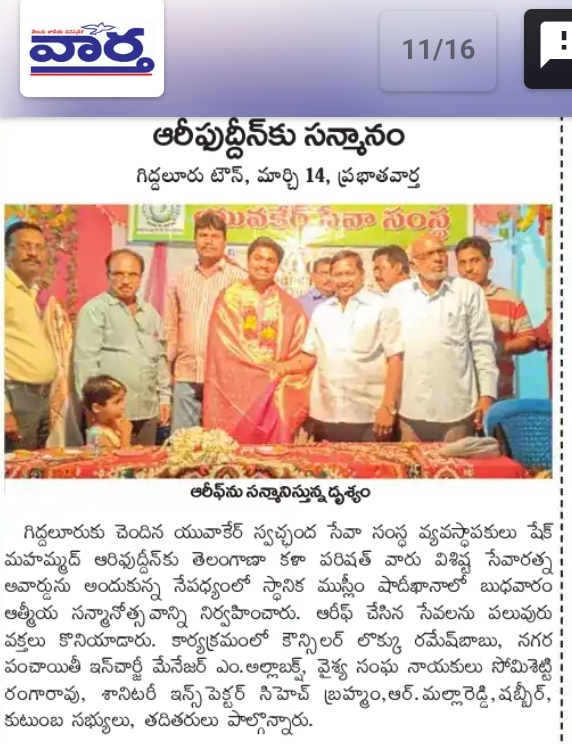 తెలుగు జాతీయ దినపత్రిక
వార్త
11/16
ఆరీఫుద్దీన్‌కు సన్మానం
గిద్దలూరు టౌన్, మార్చి 14, ప్రభాతవార్త
యువకేర్ సేవా సంస్థ
ఆరీఫ్‌ను సన్మానిస్తున్న దృశ్యం
గిద్దలూరుకు చెందిన యువాకేర్ స్వచ్ఛంద సేవా సంస్ధ వ్యవస్ధాపకులు షేక్
మహమ్మద్ ఆరిఫుద్దీన్‌కు తెలంగాణా కళా పరిషత్ వారు విశిష్ట సేవారత్న
అవార్డును అందుకున్న నేపధ్యంలో స్ధానిక ముస్లీం షాదీఖానాలో బుధవారం
ఆత్మీయ సన్మానోత్సవాన్ని నిర్వహించారు. ఆరీఫ్ చేసిన సేవలను పలువురు
వక్తలు కొనియాడారు. కార్యక్రమంలో కౌన్సిలర్ లొక్కు రమేష్‌బాబు, నగర
పంచాయితీ ఇన్‌చార్జీ మేనేజర్ ఎం.అల్లాబక్ష్, వైశ్య సంఘ నాయకులు సోమిశెట్టి
రంగారావు, శానిటరీ ఇన్స్‌పెక్టర్ సిహెచ్ బ్రహ్మం,ఆర్.మల్లారెడ్డి,షబ్బీర్,
కుటుంబ సభ్యులు, తదితరులు పాల్గొన్నారు.